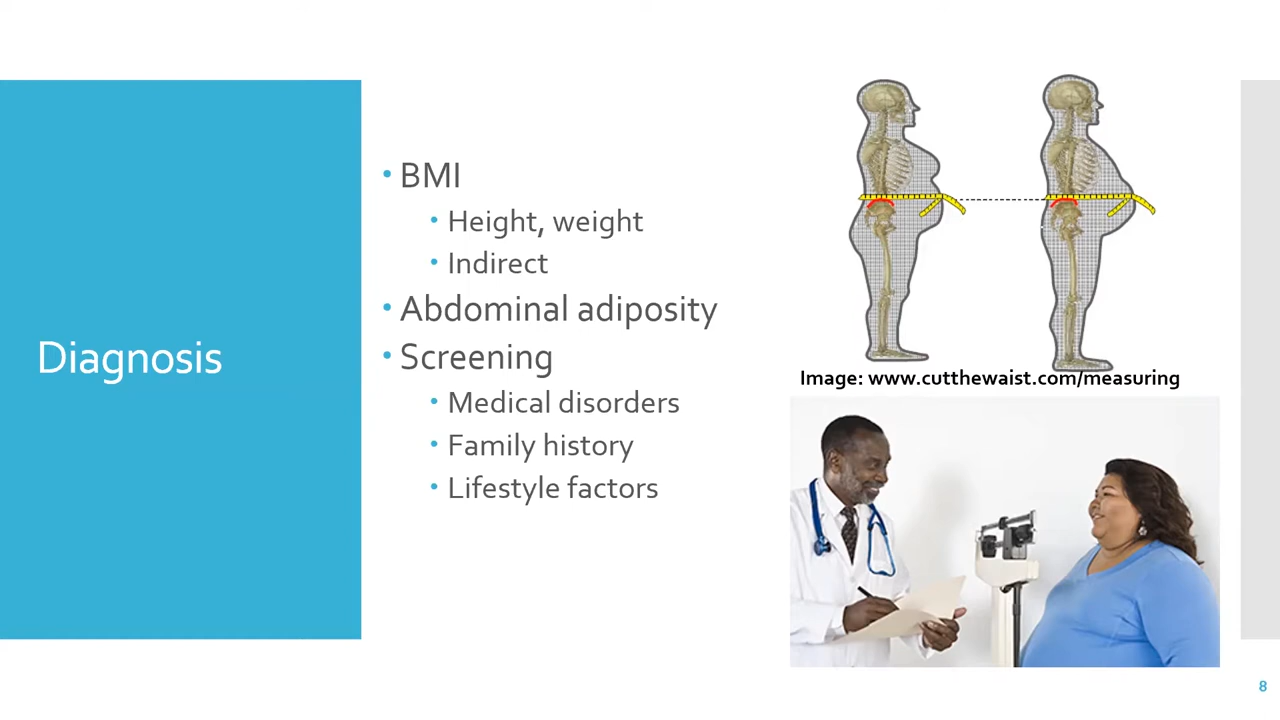 Diagnosis
BMI
Height, weight
Indirect
Abdominal adiposity
Screening
Medical disorders
Family history
Lifestyle factors
Image: www.cutthewaist.com/measuring
8